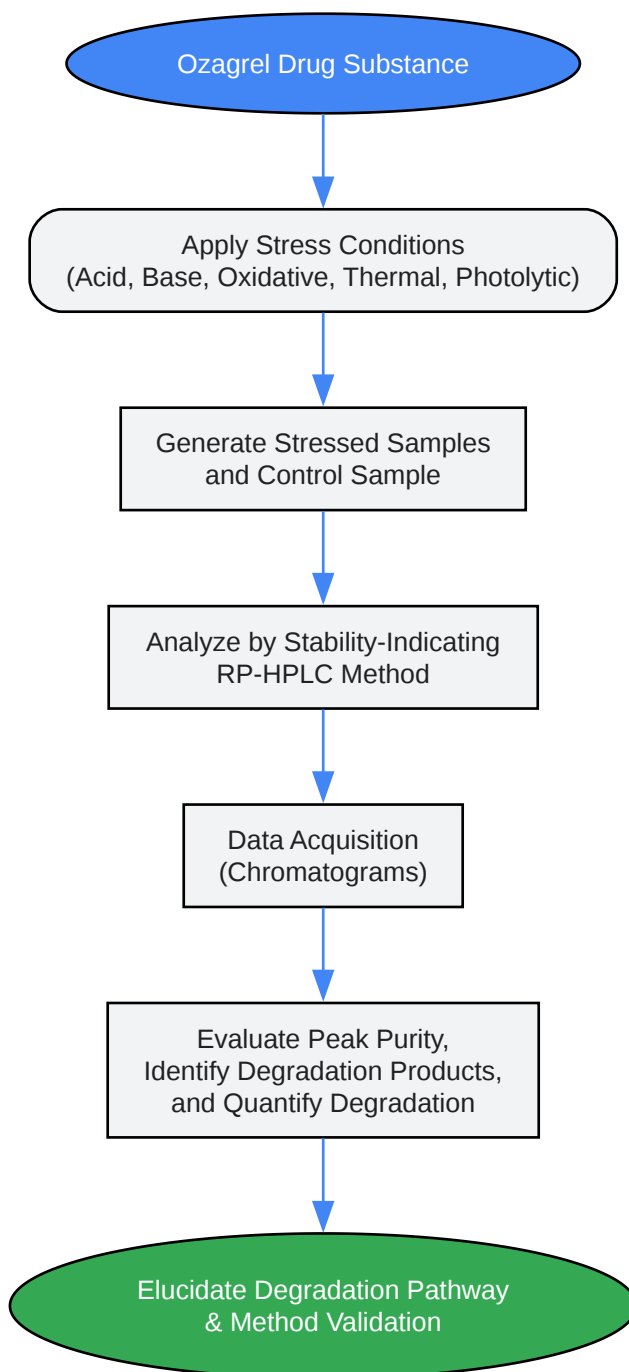 Ozagrel Drug Substance
Apply Stress Conditions
(Acid, Base, Oxidative, Thermal, Photolytic)
Generate Stressed Samples
and Control Sample
Analyze by Stability-Indicating
RP-HPLC Method
Data Acquisition
(Chromatograms)
Evaluate Peak Purity,
Identify Degradation Products,
and Quantify Degradation
Elucidate Degradation Pathway
& Method Validation